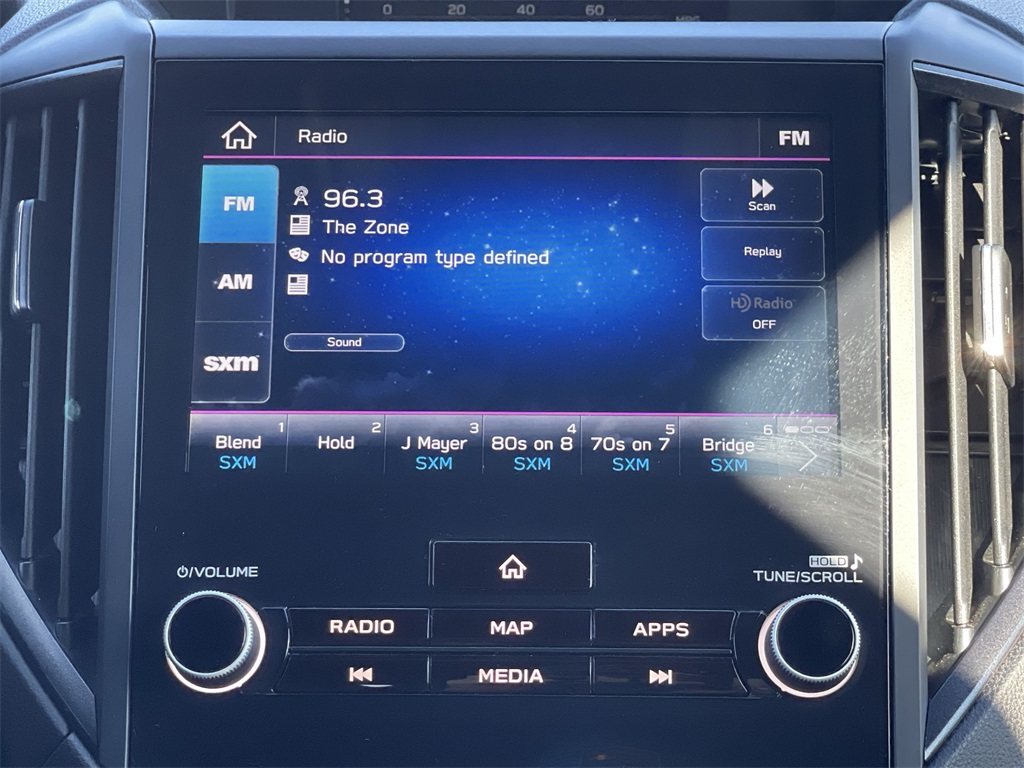 0 20 40 60
MPG
Radio
FM
FM
96.3
Scan
The Zone
Replay
No program type defined
AM
HD Radio
OFF
Sound
sxm
1 2 3 4 5 6
Blend Hold J Mayer 80s on 8 70s on 7 Bridge
SXM SXM SXM SXM SXM
/VOLUME
HOLD
TUNE/SCROLL
RADIO MAP APPS
MEDIA